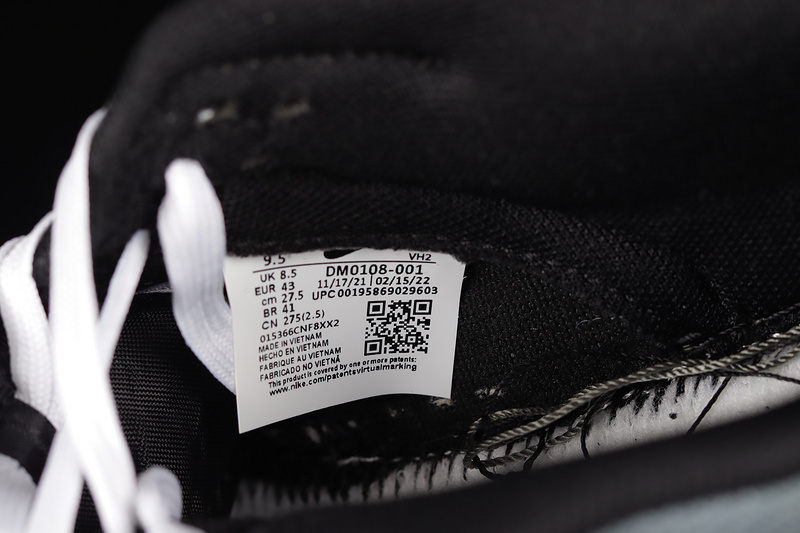 9.5 VH2
UK 8.5 DM0108-001
EUR 43 11/17/21 | 02/15/22
cm 27.5 UPC00195869029603
BR 41
CN 275(2.5)
015366CNF8XX2
MADE IN VIETNAM
HECHO EN VIETNAM
FABRIQUE AU VIETNAM
FABRICADO NO VIETNÃ
This product is covered by one or more patents:
www.nike.com/patentsvirtualmarking